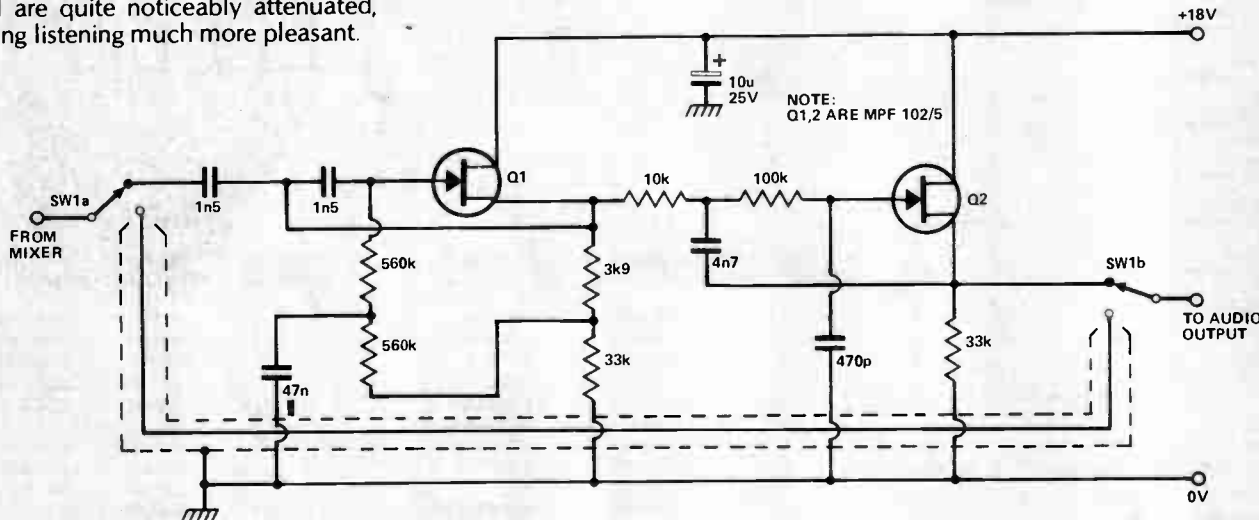 are quite noticeably attenuated,
ng listening much more pleasant.
+18V
+
10u
25V
NOTE:
Q1,2 ARE MPF 102/5
SW1a
1n5
1n5
Q1
10k
100k
Q2
FROM
MIXER
4n7
SW1b
560k
3k9
TO AUDIO
OUTPUT
560k
33k
470p
33k
47n
0V